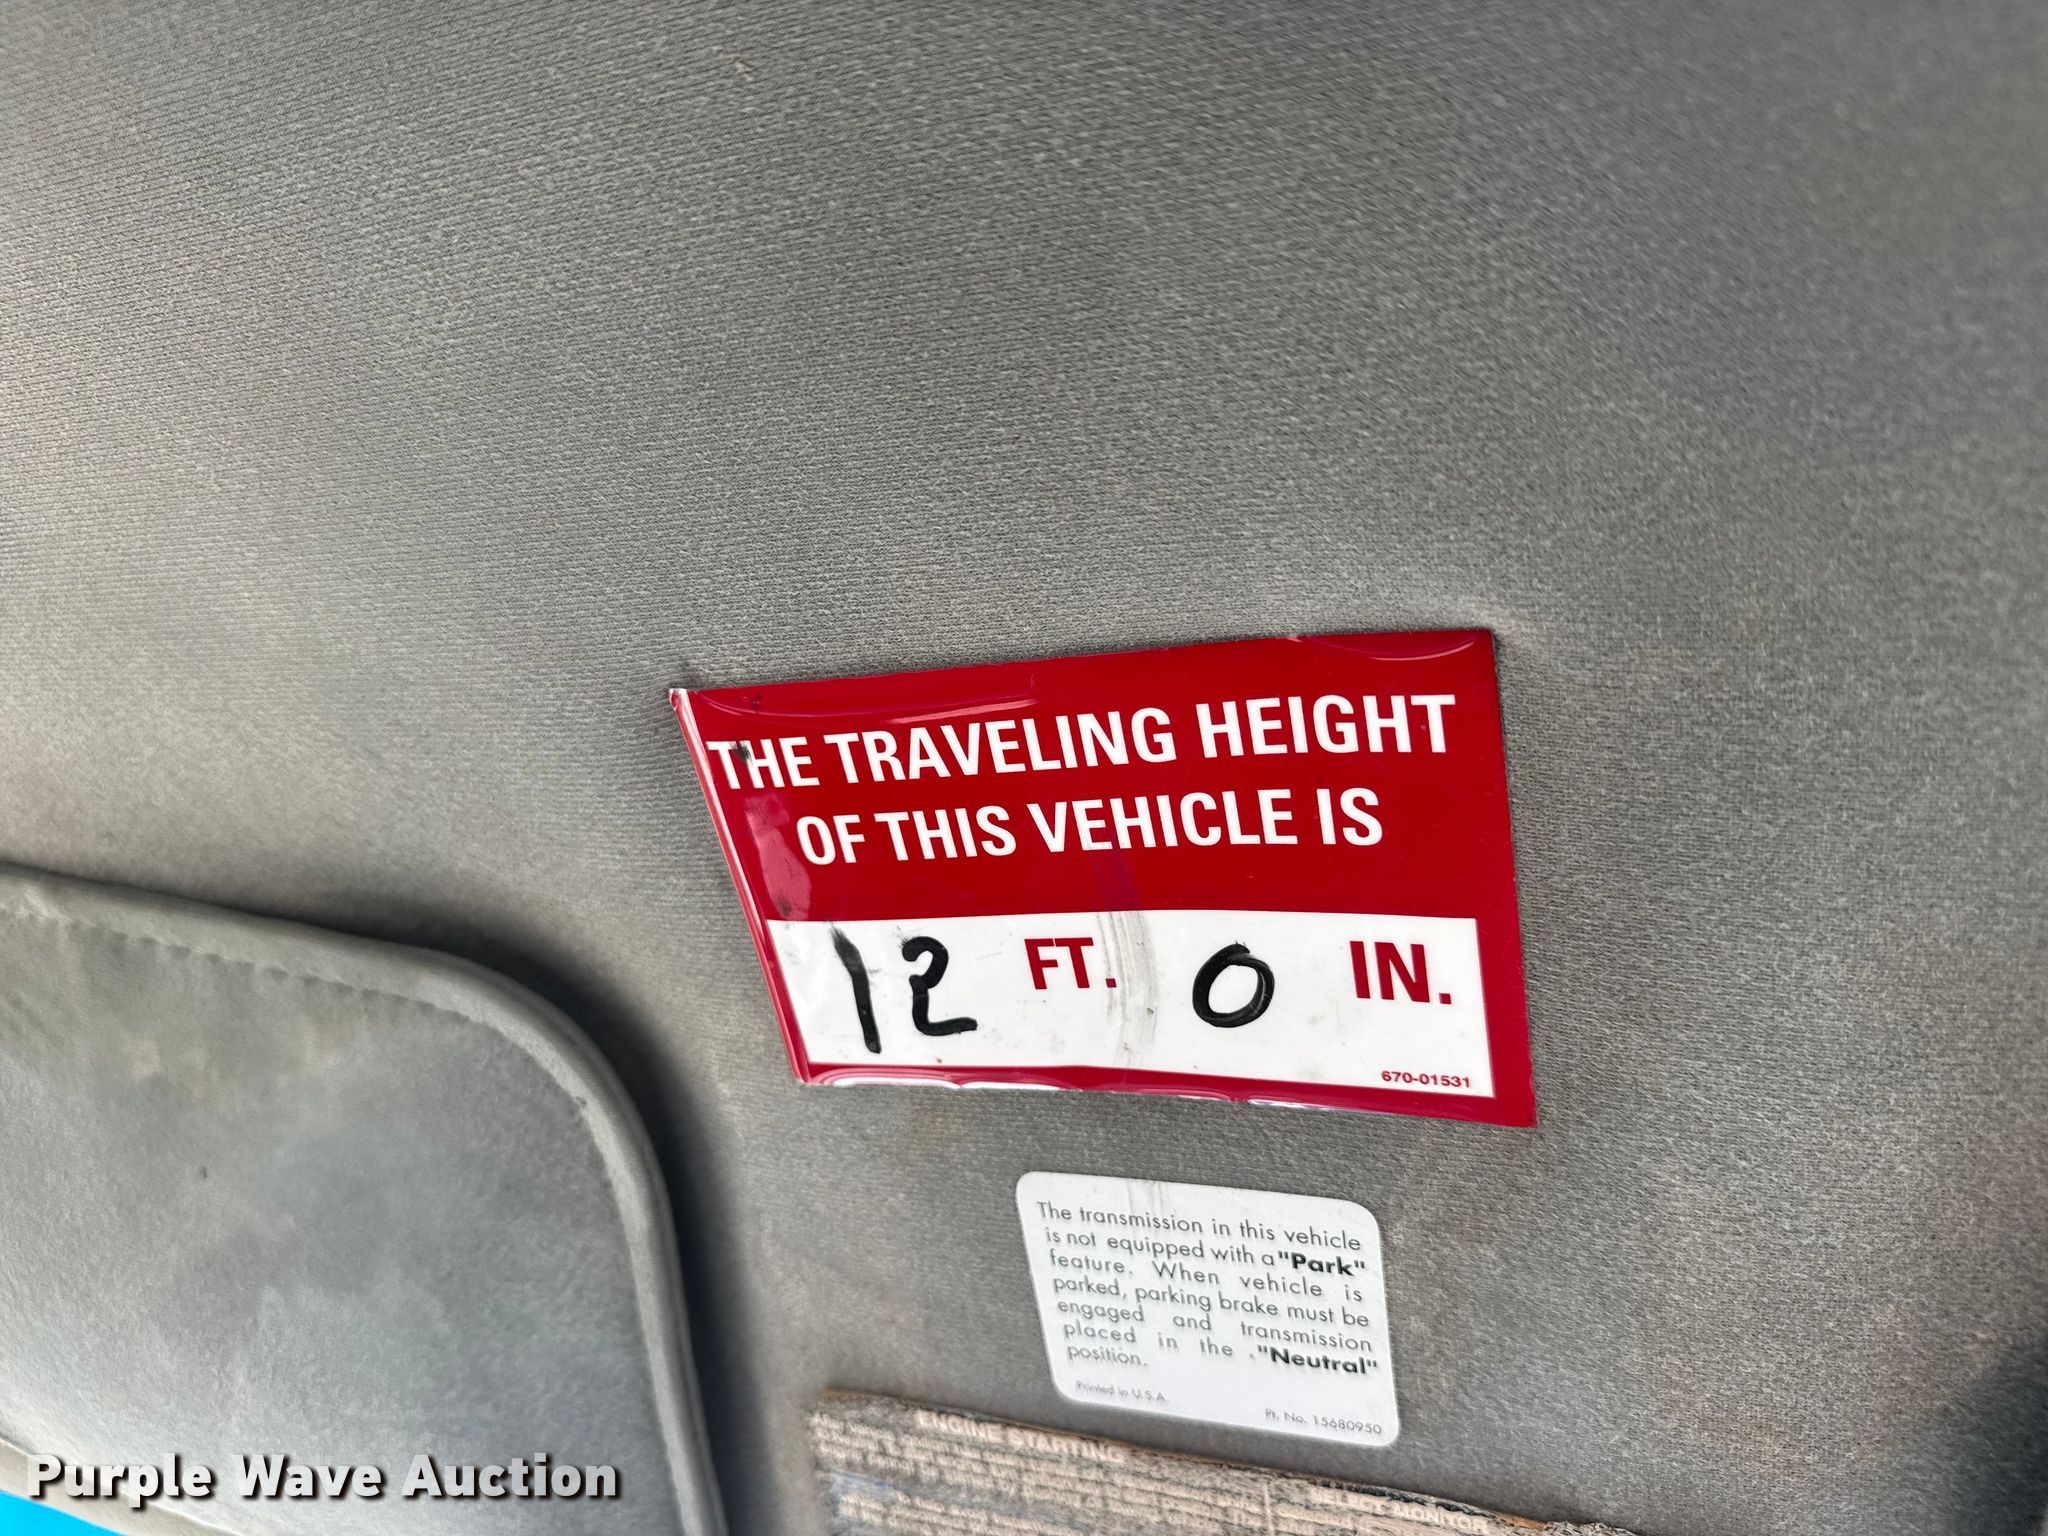 THE TRAVELING HEIGHT
OF THIS VEHICLE IS
12 FT. 0 IN.
670-01531
The transmission in this vehicle
is not equipped with a "Park"
feature. When vehicle is
parked, parking brake must be
engaged and transmission
placed in the "Neutral"
position.
Printed in U.S.A.
Pt. No. 15680950
ENGINE STARTING
SELECT MONITOR
Purple Wave Auction